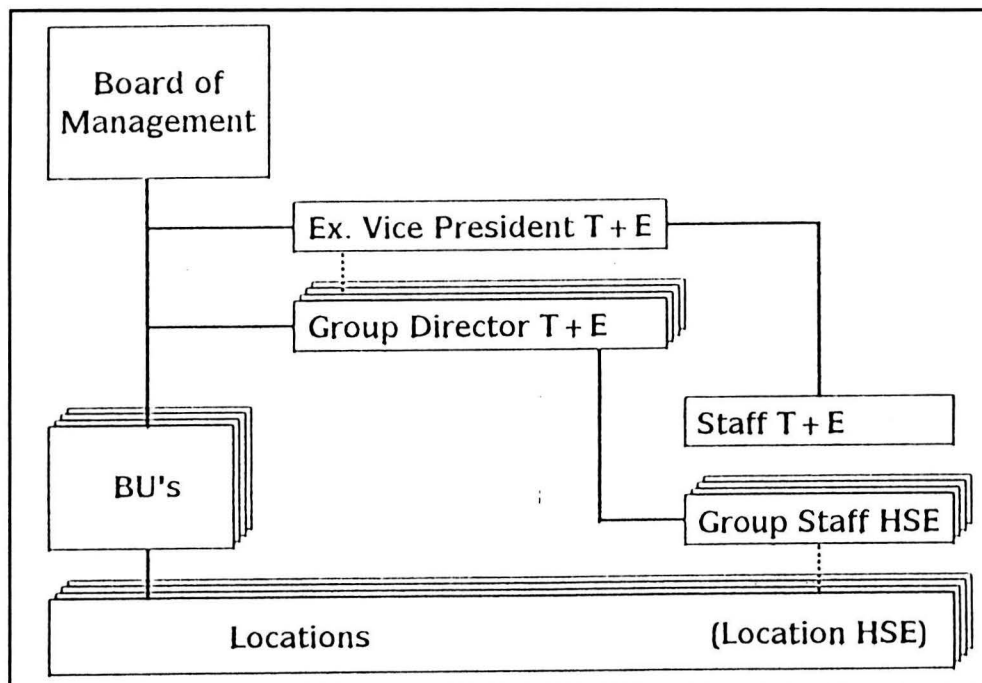 Board of
Management
Ex. Vice President T + E
Group Director T + E
Staff T + E
BU's
Group Staff HSE
Locations
(Location HSE)